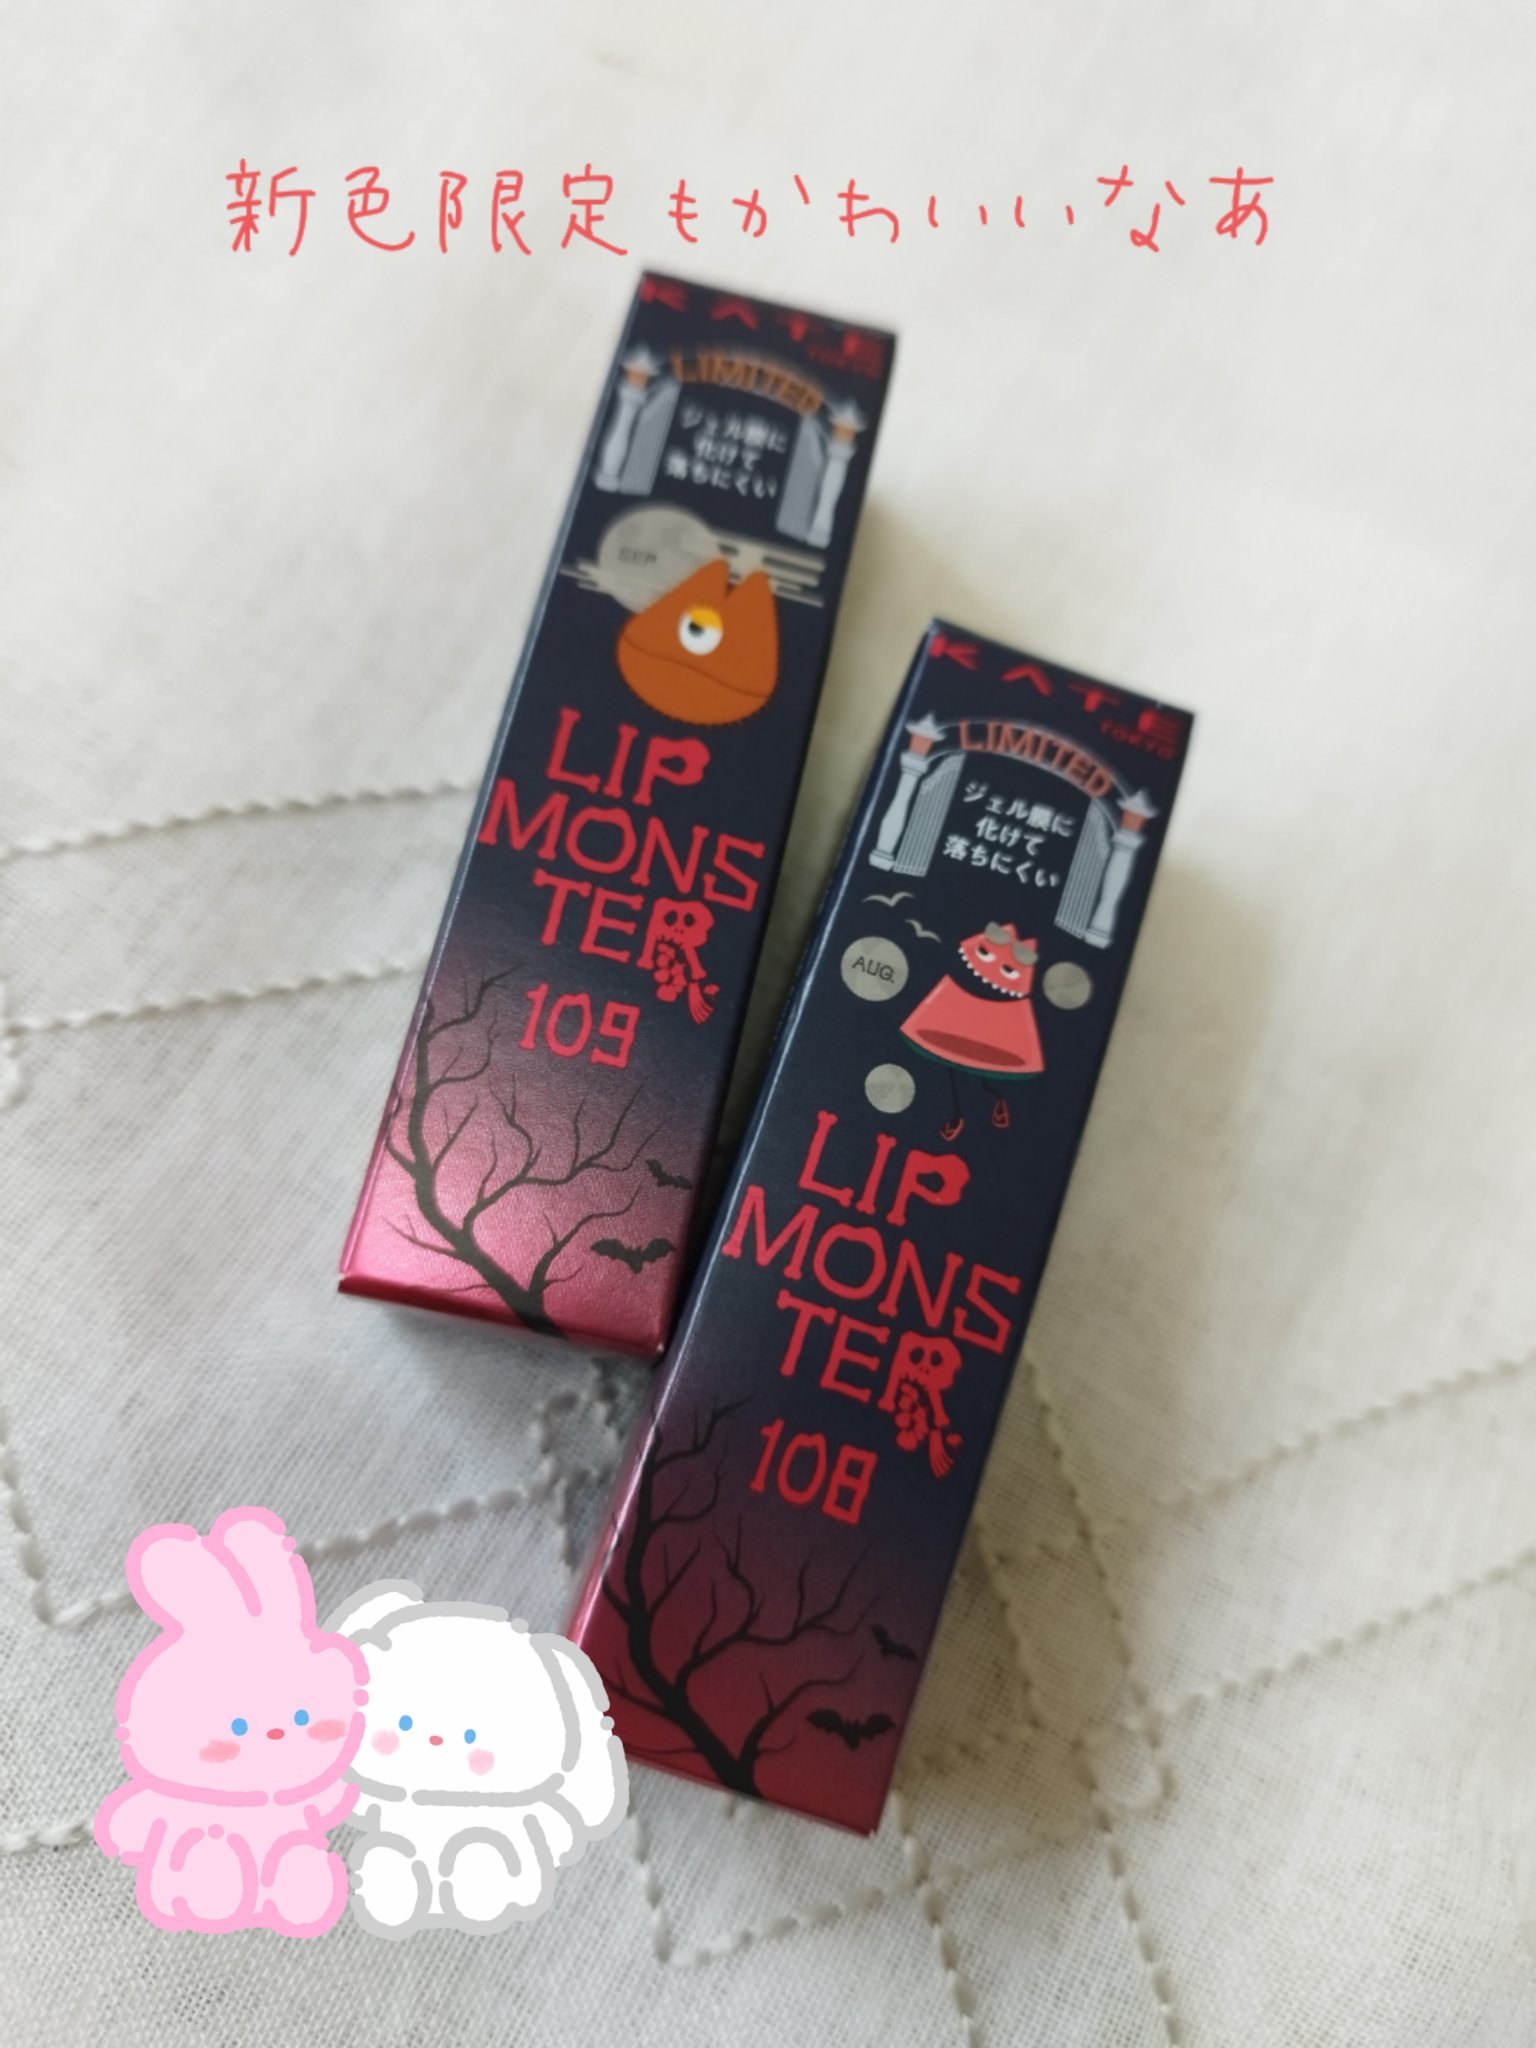 新色限定もかわいいなあ
KATE
TOKYO
LIMITED
ジェル膜に
化けて
落ちにくい
SEP.
LIP
MONS
TER
109
KATE
TOKYO
LIMITED
ジェル膜に
化けて
落ちにくい
AUG.
LIP
MONS
TER
108